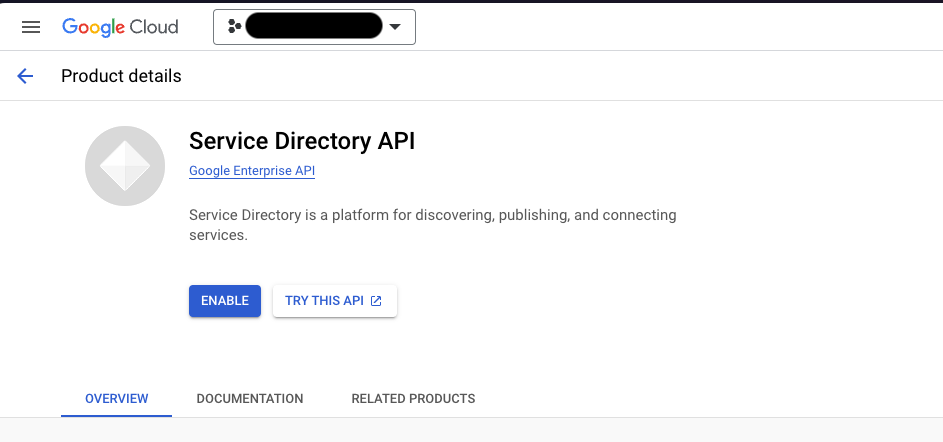 Google Cloud
Product details
Service Directory API
Google Enterprise API
Service Directory is a platform for discovering, publishing, and connecting
services.
ENABLE
TRY THIS API
OVERVIEW
DOCUMENTATION
RELATED PRODUCTS